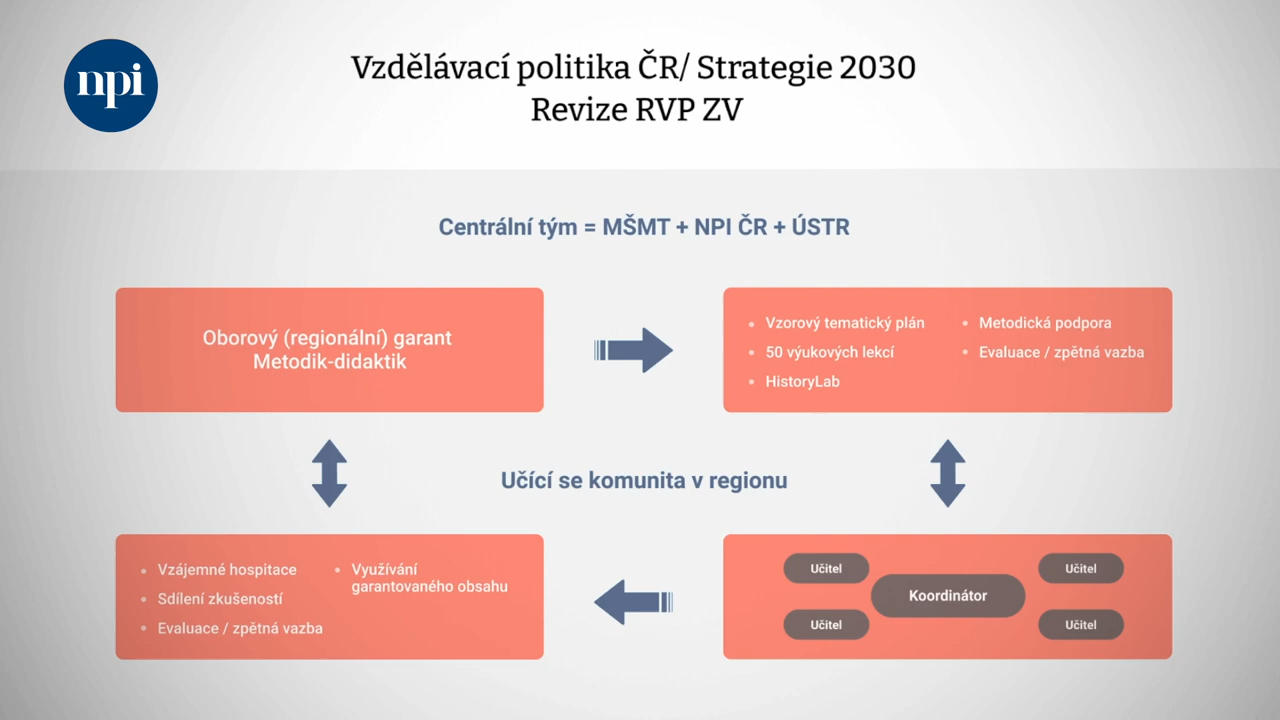 npi
Vzdělávací politika ČR/ Strategie 2030
Revize RVP ZV
Centrální tým = MŠMT + NPI ČR + ÚSTR
Oborový (regionální) garant
Metodik-didaktik
• Vzorový tematický plán
• 50 výukových lekcí
• HistoryLab
• Metodická podpora
• Evaluace / zpětná vazba
Učící se komunita v regionu
• Vzájemné hospitace
• Sdílení zkušeností
• Evaluace / zpětná vazba
• Využívání
garantovaného obsahu
Učitel
Učitel
Koordinátor
Učitel
Učitel